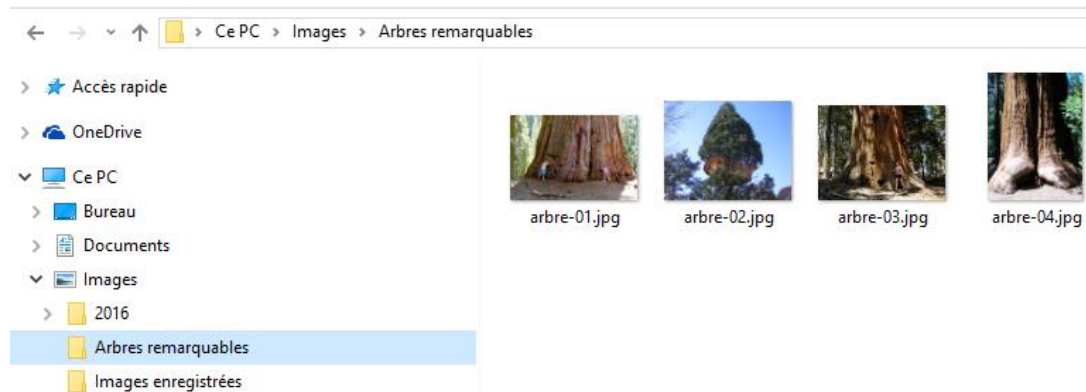 Ce PC > Images > Arbres remarquables
Accès rapide
OneDrive
Ce PC
Bureau
Documents
Images
2016
Arbres remarquables
Images enregistrées
arbre-01.jpg arbre-02.jpg arbre-03.jpg arbre-04.jpg